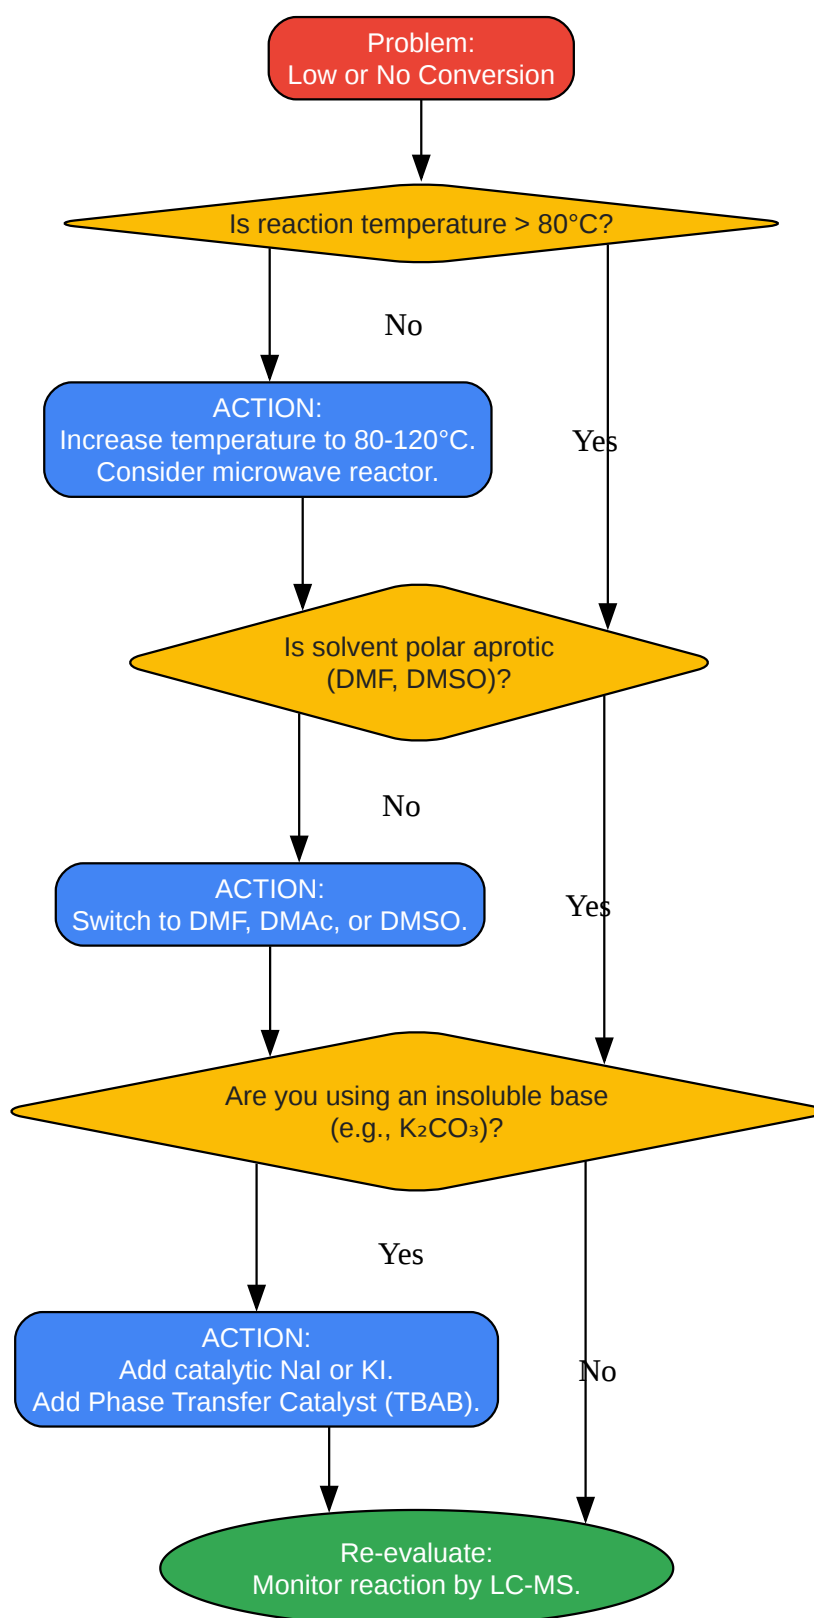 Problem:
Low or No Conversion
Is reaction temperature > 80°C?
No
ACTION:
Increase temperature to 80-120°C.
Consider microwave reactor.
Yes
Is solvent polar aprotic
(DMF, DMSO)?
No
ACTION:
Switch to DMF, DMAc, or DMSO.
Yes
Are you using an insoluble base
(e.g., K₂CO₃)?
Yes
ACTION:
Add catalytic NaI or KI.
Add Phase Transfer Catalyst (TBAB).
No
Re-evaluate:
Monitor reaction by LC-MS.